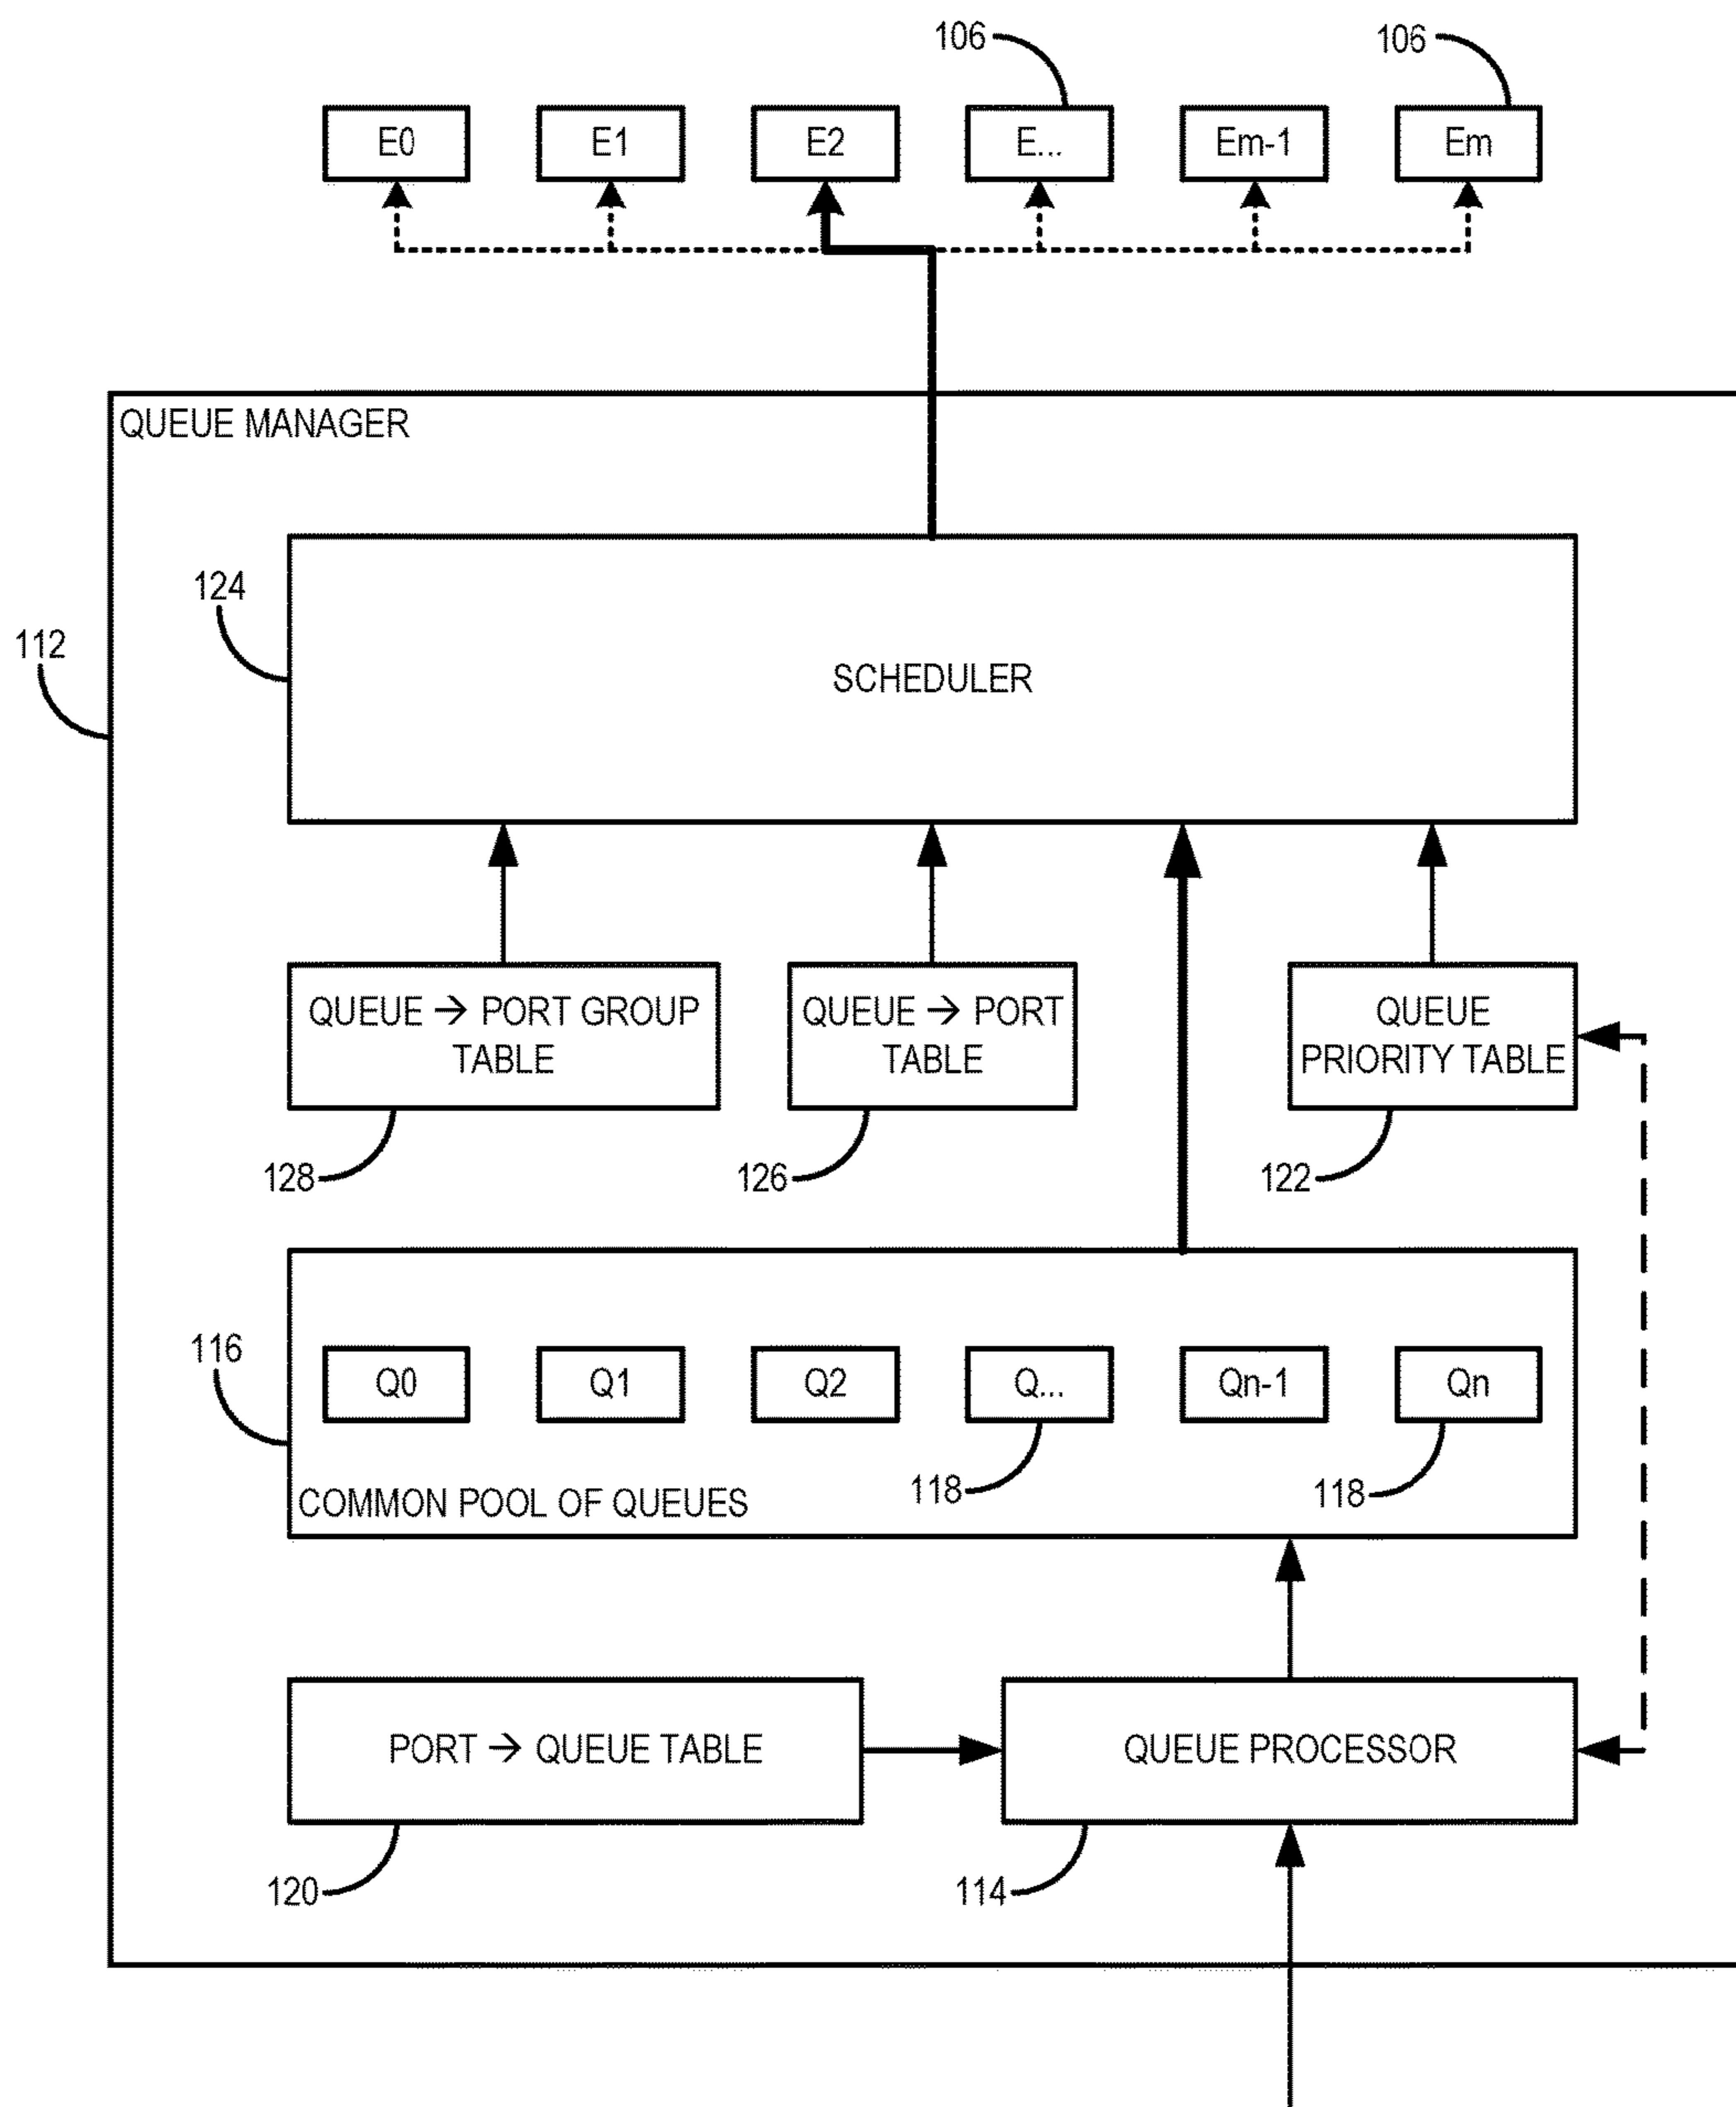 106
106
E0
E1
E2
E...
Em-1
Em
QUEUE MANAGER
124
112
SCHEDULER
QUEUE → PORT GROUP
TABLE
QUEUE → PORT
TABLE
QUEUE
PRIORITY TABLE
128
126
122
116
Q0
Q1
Q2
Q...
Qn-1
Qn
118
118
COMMON POOL OF QUEUES
PORT → QUEUE TABLE
QUEUE PROCESSOR
120
114